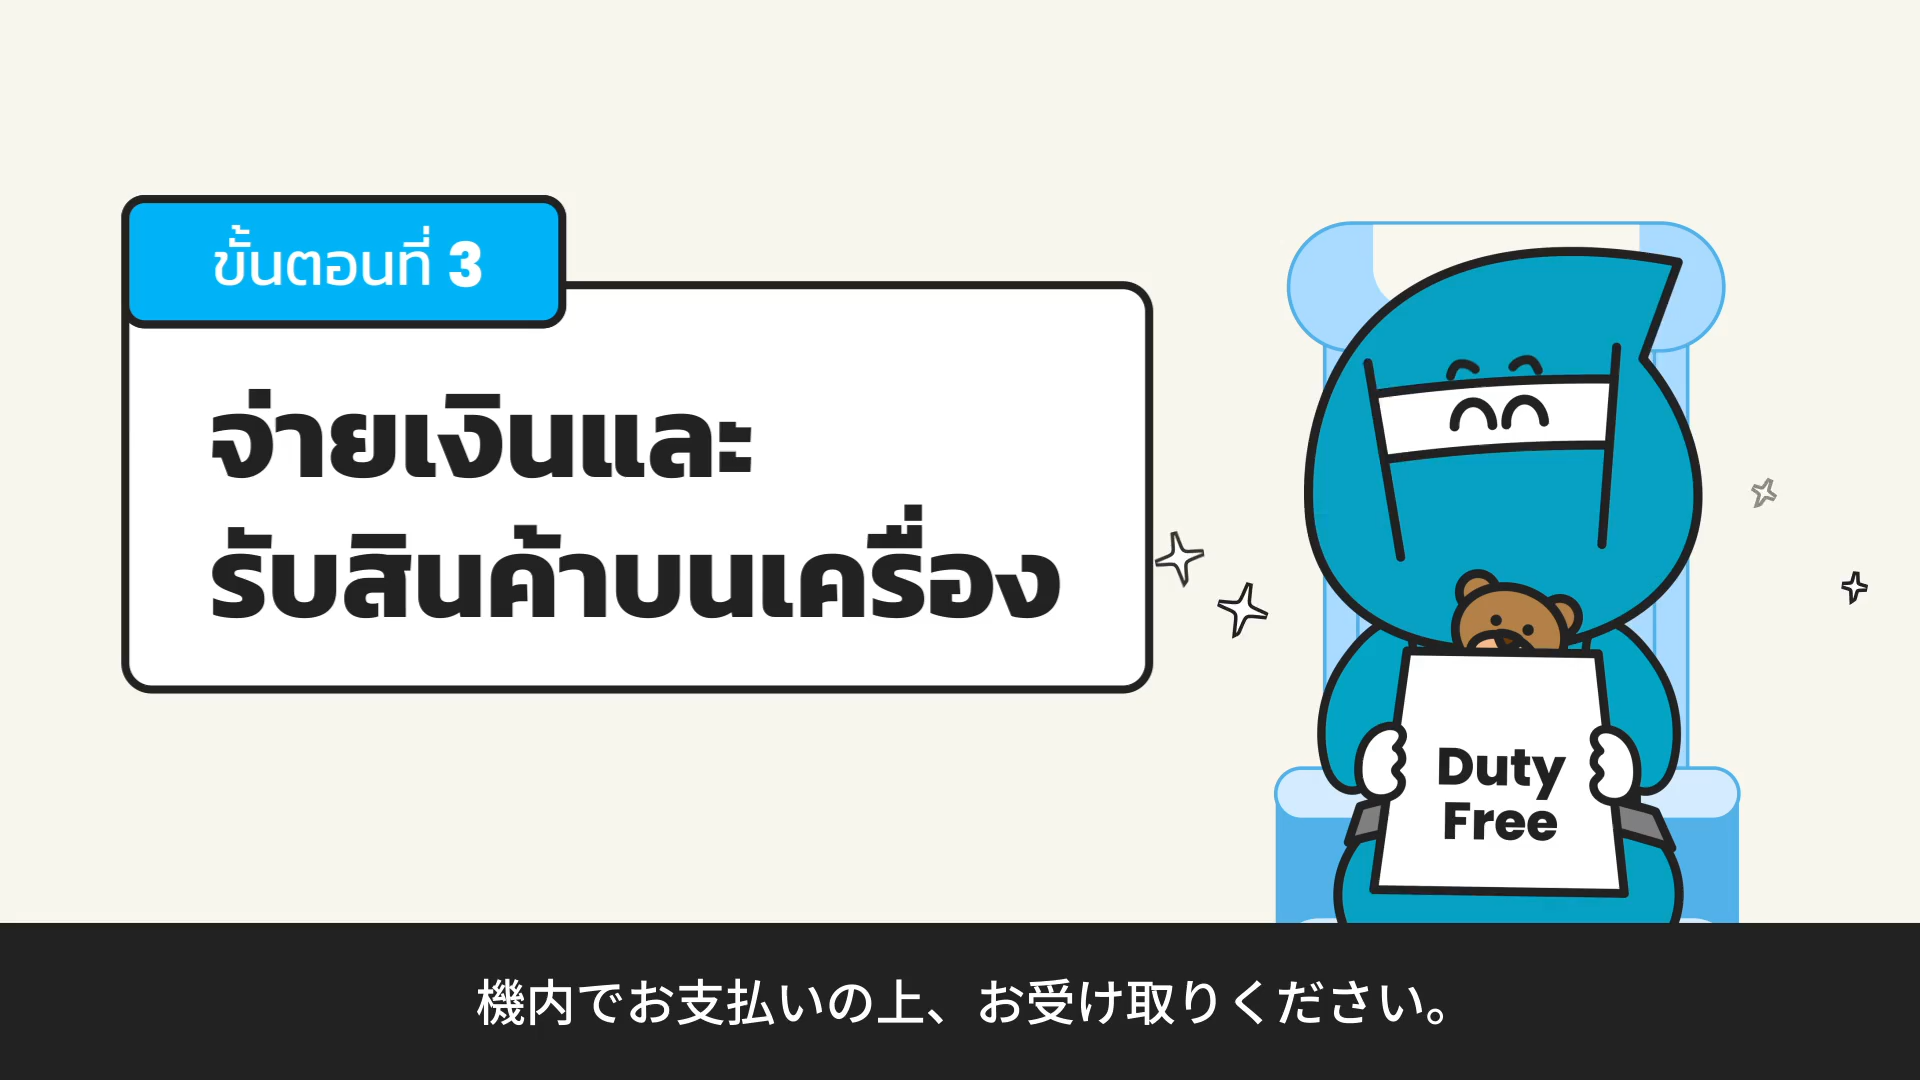 ขั้นตอนที่ 3
จ่ายเงินและ
รับสินค้าบนเครื่อง
Duty
Free
機内でお支払いの上、お受け取りください。